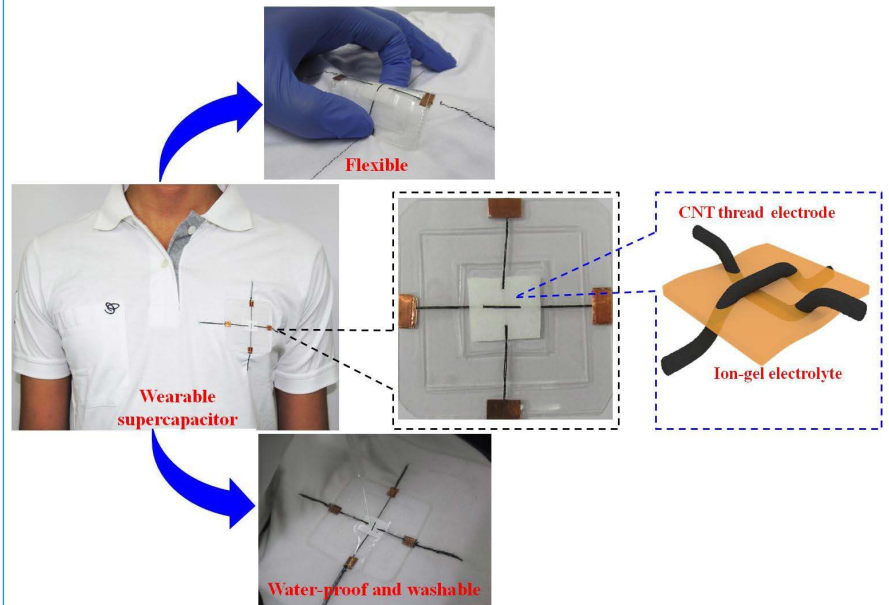 Flexible
CNT thread electrode
Ion-gel electrolyte
Wearable
supercapacitor
Water-proof and washable